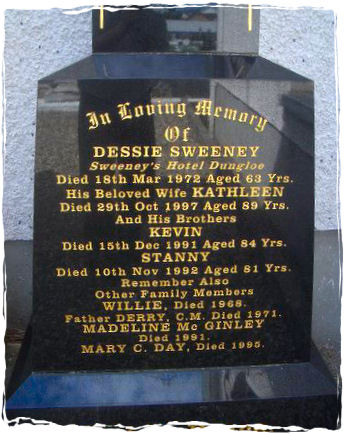 In Loving Memory
Of
DESSIE SWEENEY
Sweeney's Hotel Dungloe
Died 18th Mar 1972 Aged 63 Yrs.
His Beloved Wife KATHLEEN
Died 29th Oct 1997 Aged 89 Yrs.
And His Brothers
KEVIN
Died 15th Dec 1991 Aged 84 Yrs.
STANNY
Died 10th Nov 1992 Aged 81 Yrs.
Remember Also
Other Family Members
WILLIE, Died 1968.
Father DERRY, C.M. Died 1971.
MADELINE Mc GINLEY
Died 1991.
MARY C. DAY, Died 1995.